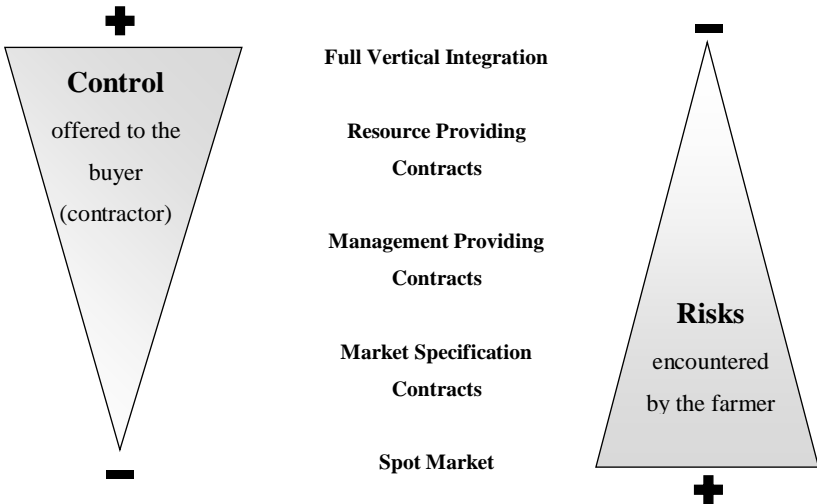 +
Control
offered to the
buyer
(contractor)
−
Full Vertical Integration
Resource Providing
Contracts
Management Providing
Contracts
Market Specification
Contracts
Spot Market
−
Risks
encountered
by the farmer
+